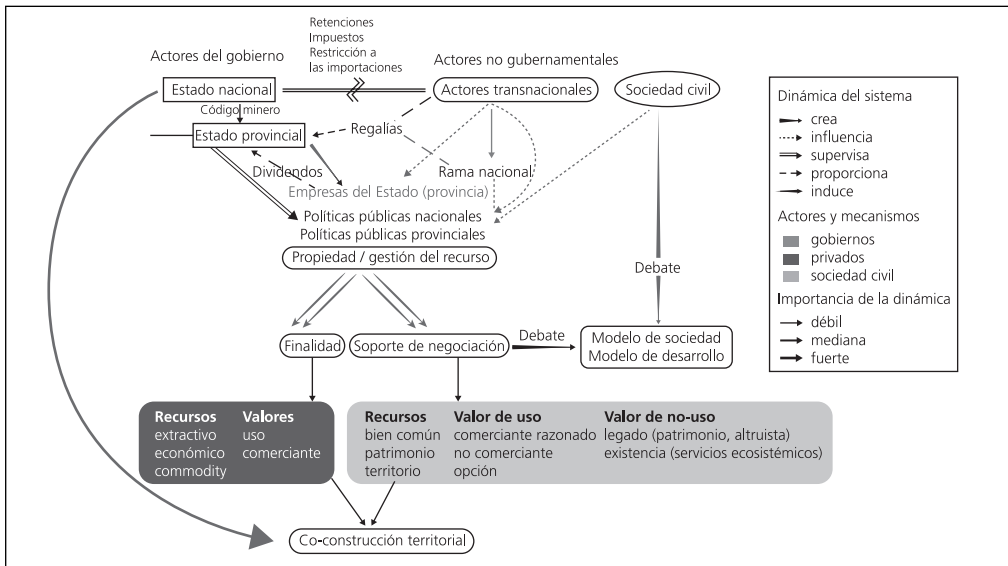 Retenciones
Impuestos
Restricción a
las importaciones
Actores del gobierno
Actores no gubernamentales
Estado nacional
Actores transnacionales
Sociedad civil
Código minero
Estado provincial
Regalías
Dividendos
Rama nacional
Empresas del Estado (provincia)
Políticas públicas nacionales
Políticas públicas provinciales
Propiedad / gestión del recurso
Debate
Finalidad
Soporte de negociación
Debate
Modelo de sociedad
Modelo de desarrollo
Recursos Valores
extractivo uso
económico comerciante
commodity
Recursos Valor de uso Valor de no-uso
bien común comerciante razonado legado (patrimonio, altruista)
patrimonio no comerciante existencia (servicios ecosistémicos)
territorio opción
Co-construcción territorial
Dinámica del sistema
crea
influencia
supervisa
proporciona
induce
Actores y mecanismos
gobiernos
privados
sociedad civil
Importancia de la dinámica
débil
mediana
fuerte